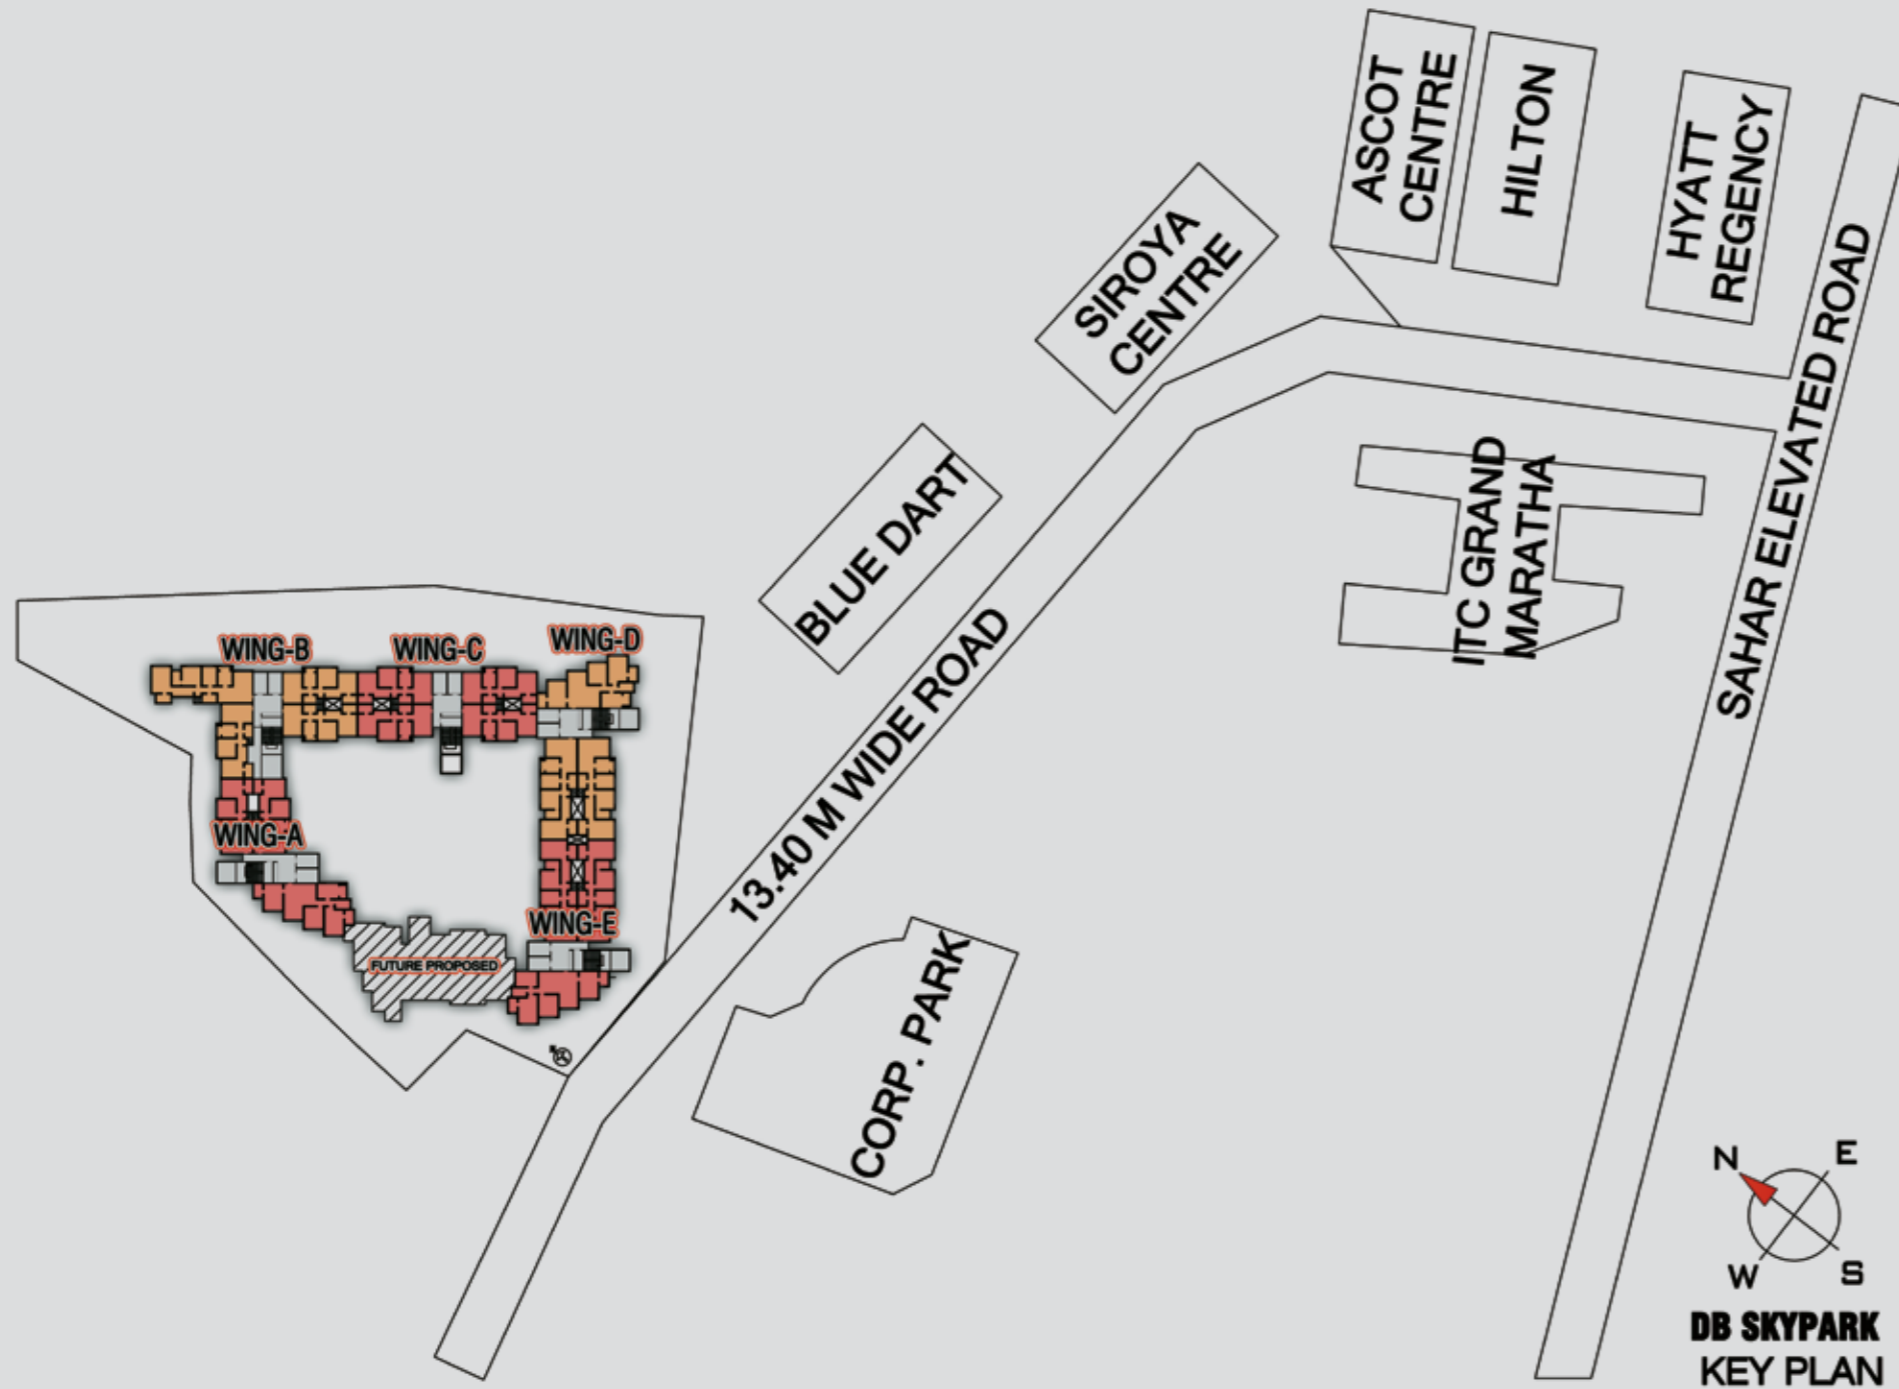 ASCOT
CENTRE
HILTON
HYATT
REGENCY
SIROYA
CENTRE
SAHAR ELEVATED ROAD
BLUE DART
ITC GRAND
MARATHA
13.40 M WIDE ROAD
WING-B
WING-C
WING-D
WING-A
WING-E
FUTURE PROPOSED
CORP. PARK
N
E
W
S
DB SKYPARK
KEY PLAN